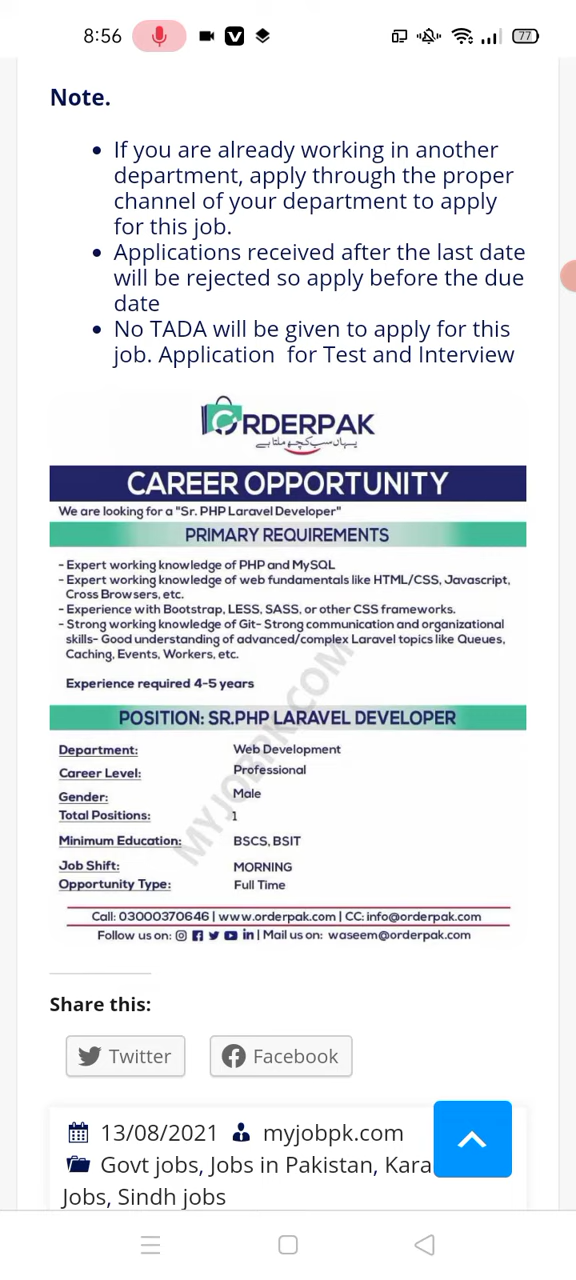 8:56
77
Note.
• If you are already working in another
department, apply through the proper
channel of your department to apply
for this job.
• Applications received after the last date
will be rejected so apply before the due
date
• No TADA will be given to apply for this
job. Application  for Test and Interview
ORDERPAK
یہاں سب کچھ ملتا ہے
CAREER OPPORTUNITY
We are looking for a "Sr. PHP Laravel Developer"
PRIMARY REQUIREMENTS
- Expert working knowledge of PHP and MySQL
- Expert working knowledge of web fundamentals like HTML/CSS, Javascript,
Cross Browsers, etc.
- Experience with Bootstrap, LESS, SASS, or other CSS frameworks.
- Strong working knowledge of Git- Strong communication and organizational
skills- Good understanding of advanced/complex Laravel topics like Queues,
Caching, Events, Workers, etc.
Experience required 4-5 years
POSITION: SR.PHP LARAVEL DEVELOPER
Department: Web Development
Career Level: Professional
Gender: Male
Total Positions: 1
Minimum Education: BSCS, BSIT
Job Shift: MORNING
Opportunity Type: Full Time
MYJOBPK.COM
Call: 03000370646 | www.orderpak.com | CC: info@orderpak.com
Follow us on: | Mail us on: waseem@orderpak.com
Share this:
Twitter Facebook
13/08/2021 myjobpk.com
Govt jobs, Jobs in Pakistan, Kara
Jobs, Sindh jobs